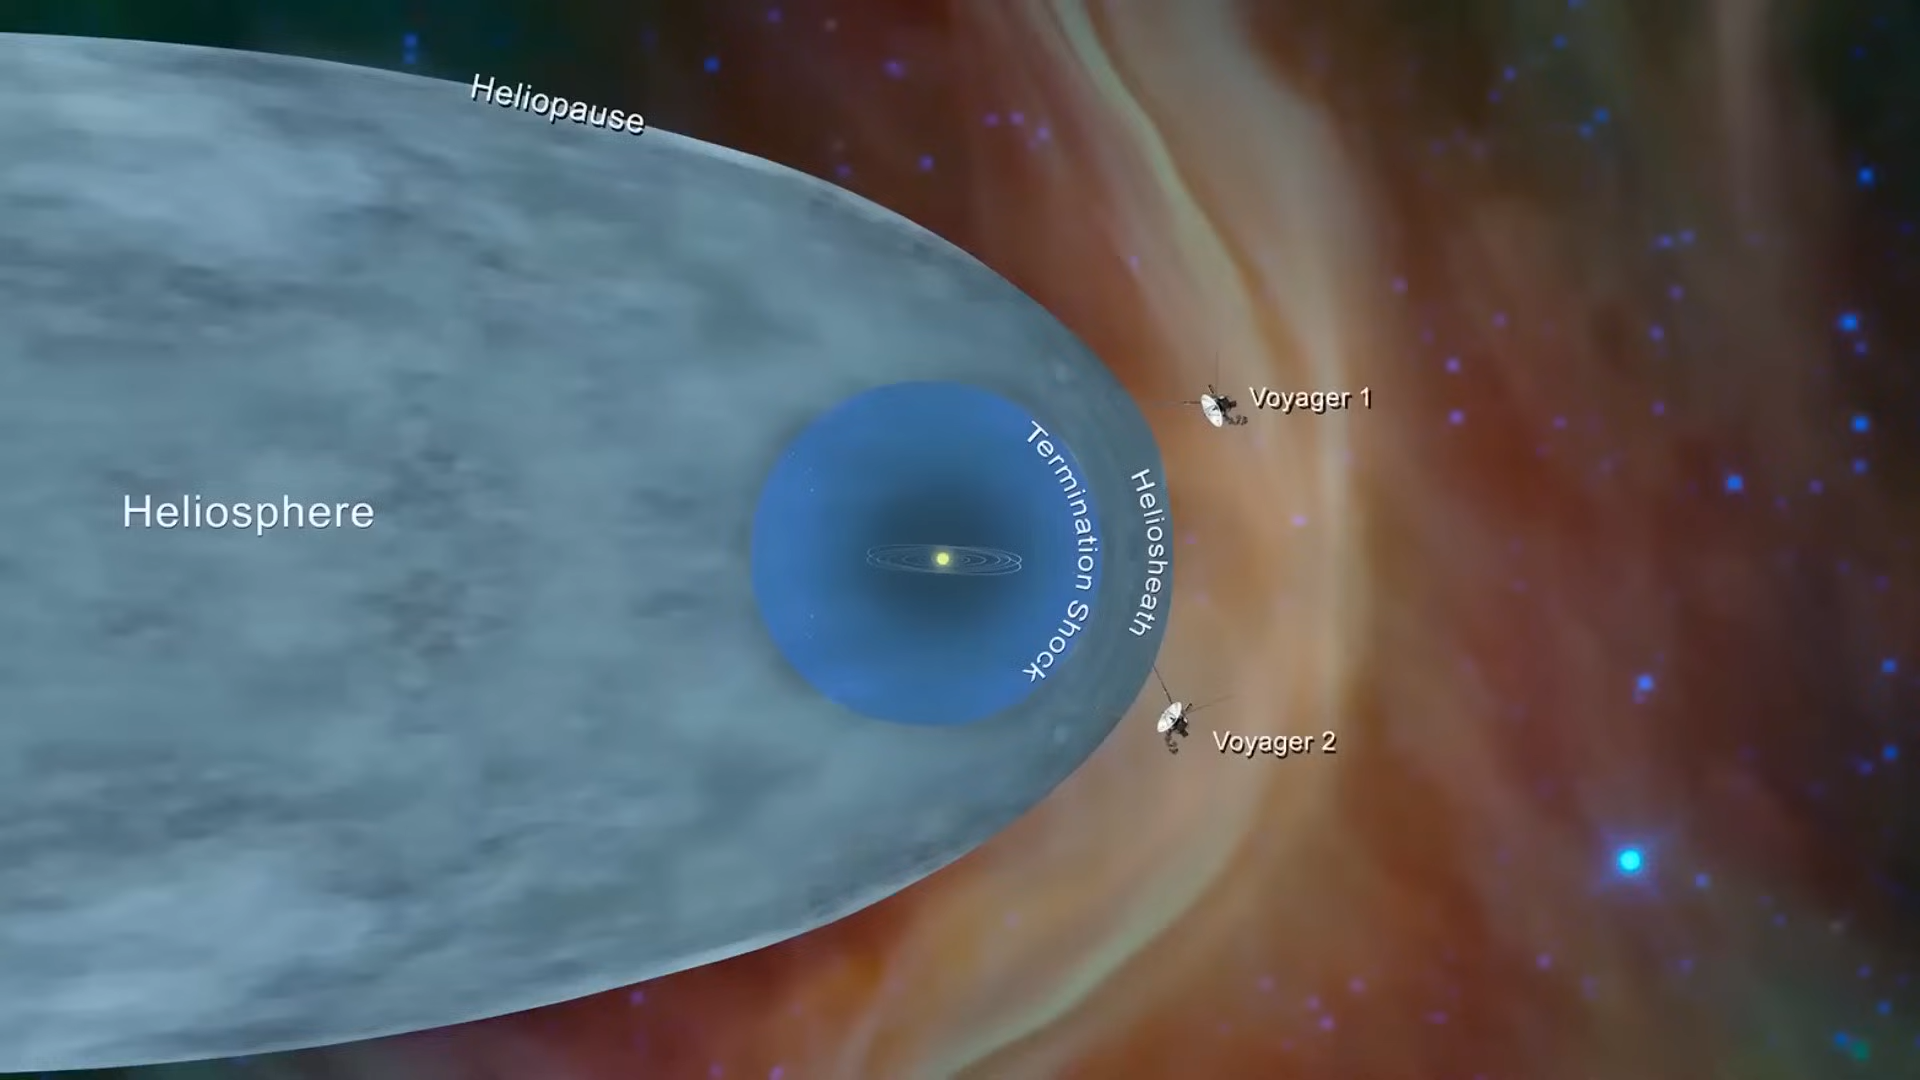 Heliopause
Voyager 1
Termination Shock
Heliosheath
Heliosphere
Voyager 2